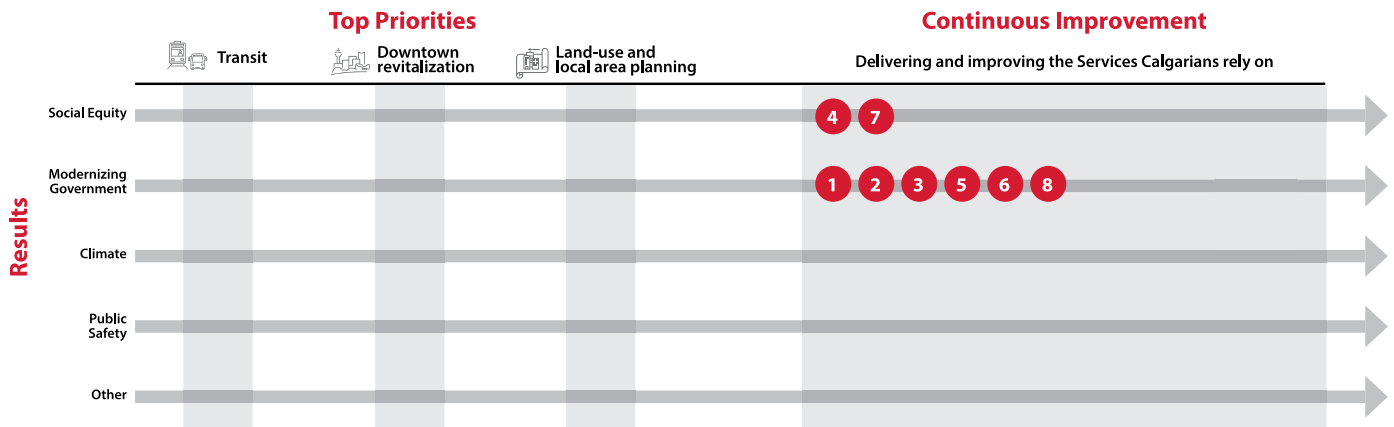 Top Priorities
Continuous Improvement
Transit
Downtown
revitalization
Land-use and
local area planning
Delivering and improving the Services Calgarians rely on
Results
Social Equity
4 7
Modernizing
Government
1 2 3 5 6 8
Climate
Public
Safety
Other